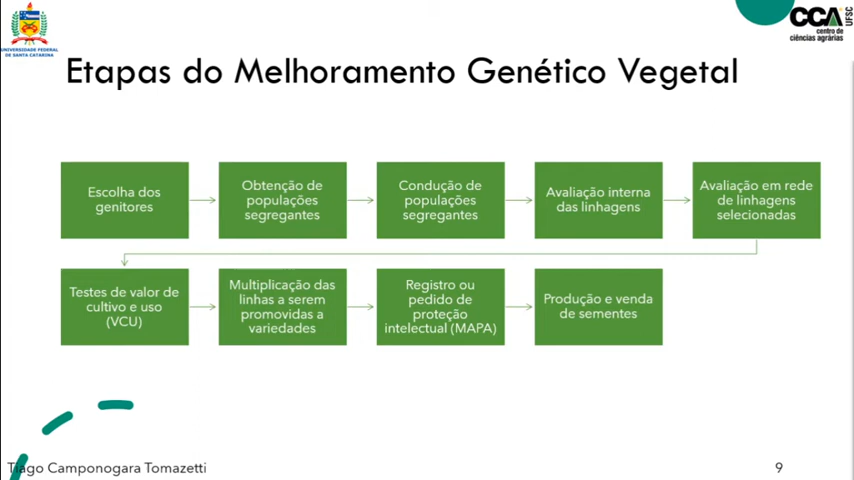 UNIVERSIDADE FEDERAL
DE SANTA CATARINA
CCA
UFSC
centro de
ciências agrárias
Etapas do Melhoramento Genético Vegetal
Escolha dos
genitores
Obtenção de
populações
segregantes
Condução de
populações
segregantes
Avaliação interna
das linhagens
Avaliação em rede
de linhagens
selecionadas
Testes de valor de
cultivo e uso
(VCU)
Multiplicação das
linhas a serem
promovidas a
variedades
Registro ou
pedido de
proteção
intelectual (MAPA)
Produção e venda
de sementes
Tiago Camponogara Tomazetti
9